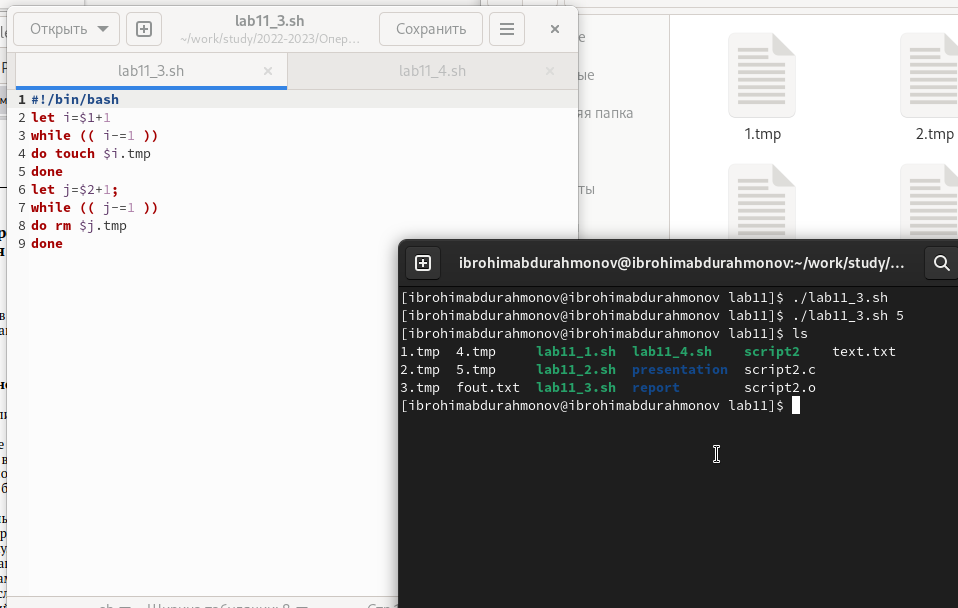 Открыть
lab11_3.sh
~/work/study/2022-2023/Опер…
Сохранить
lab11_3.sh
lab11_4.sh
1 #!/bin/bash
2 let i=$1+1
3 while (( i-=1 ))
4 do touch $i.tmp
5 done
6 let j=$2+1;
7 while (( j-=1 ))
8 do rm $j.tmp
9 done
яя папка
1.tmp
2.tmp
ibrohimabdurahmonov@ibrohimabdurahmonov:~/work/study/…
[ibrohimabdurahmonov@ibrohimabdurahmonov lab11]$ ./lab11_3.sh
[ibrohimabdurahmonov@ibrohimabdurahmonov lab11]$ ./lab11_3.sh 5
[ibrohimabdurahmonov@ibrohimabdurahmonov lab11]$ ls
1.tmp 4.tmp lab11_1.sh lab11_4.sh script2 text.txt
2.tmp 5.tmp lab11_2.sh presentation script2.c
3.tmp fout.txt lab11_3.sh report script2.o
[ibrohimabdurahmonov@ibrohimabdurahmonov lab11]$